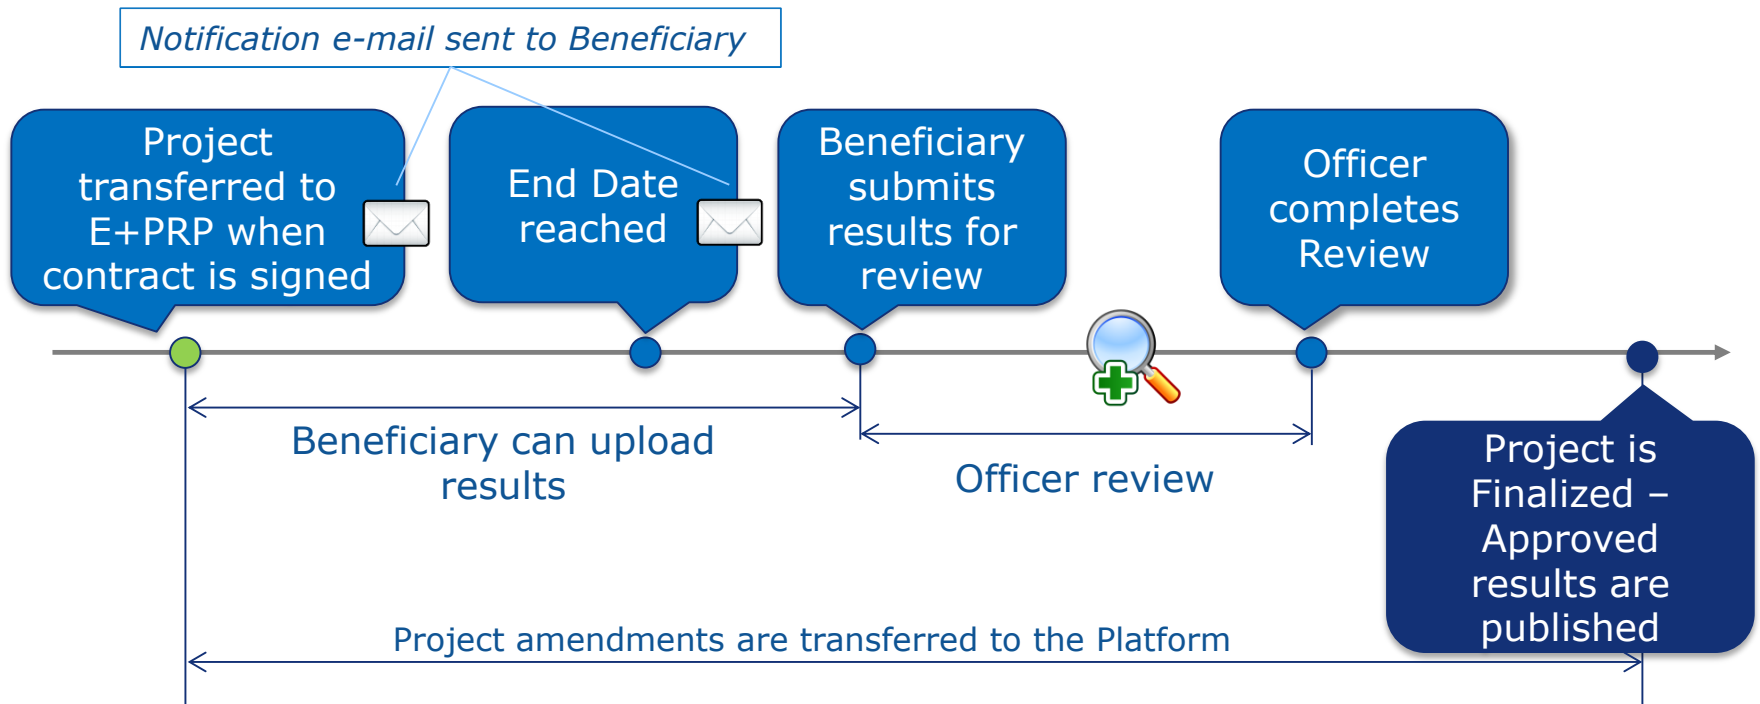 Notification e-mail sent to Beneficiary
Project
transferred to
E+PRP when
contract is signed
End Date
reached
Beneficiary
submits
results for
review
Officer
completes
Review
Beneficiary can upload
results
Officer review
Project is
Finalized –
Approved
results are
published
Project amendments are transferred to the Platform